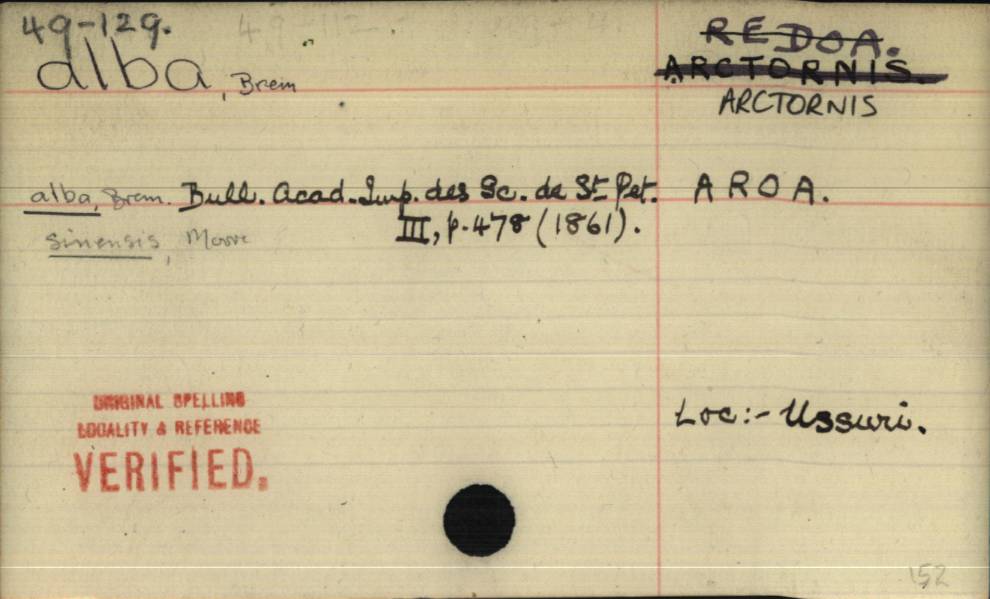 49-129.
alba, Brem
REDOA.
ARCTORNIS.
ARCTORNIS
alba, Brem. Bull. Acad. Imp. des Sc. de St Pet. AROA.
III, p. 478 (1861).
sinensis, Moore
ORIGINAL SPELLING
LOCALITY & REFERENCE
VERIFIED.
Loc:- Ussuri.
152